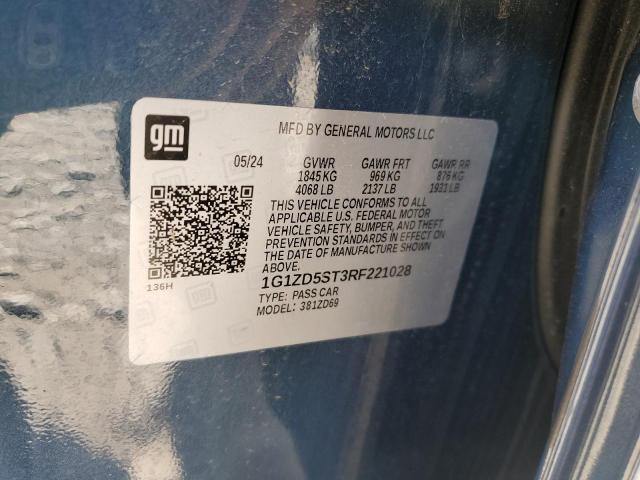 gm
MFD BY GENERAL MOTORS LLC
05/24 GVWR GAWR FRT GAWR RR
1845 KG 969 KG 876 KG
4068 LB 2137 LB 1931 LB
THIS VEHICLE CONFORMS TO ALL
APPLICABLE U.S. FEDERAL MOTOR
VEHICLE SAFETY, BUMPER, AND THEFT
PREVENTION STANDARDS IN EFFECT
ON THE DATE OF MANUFACTURE SHOWN
ABOVE.
136H
1G1ZD5ST3RF221028
TYPE: PASS CAR
MODEL: 381ZD69